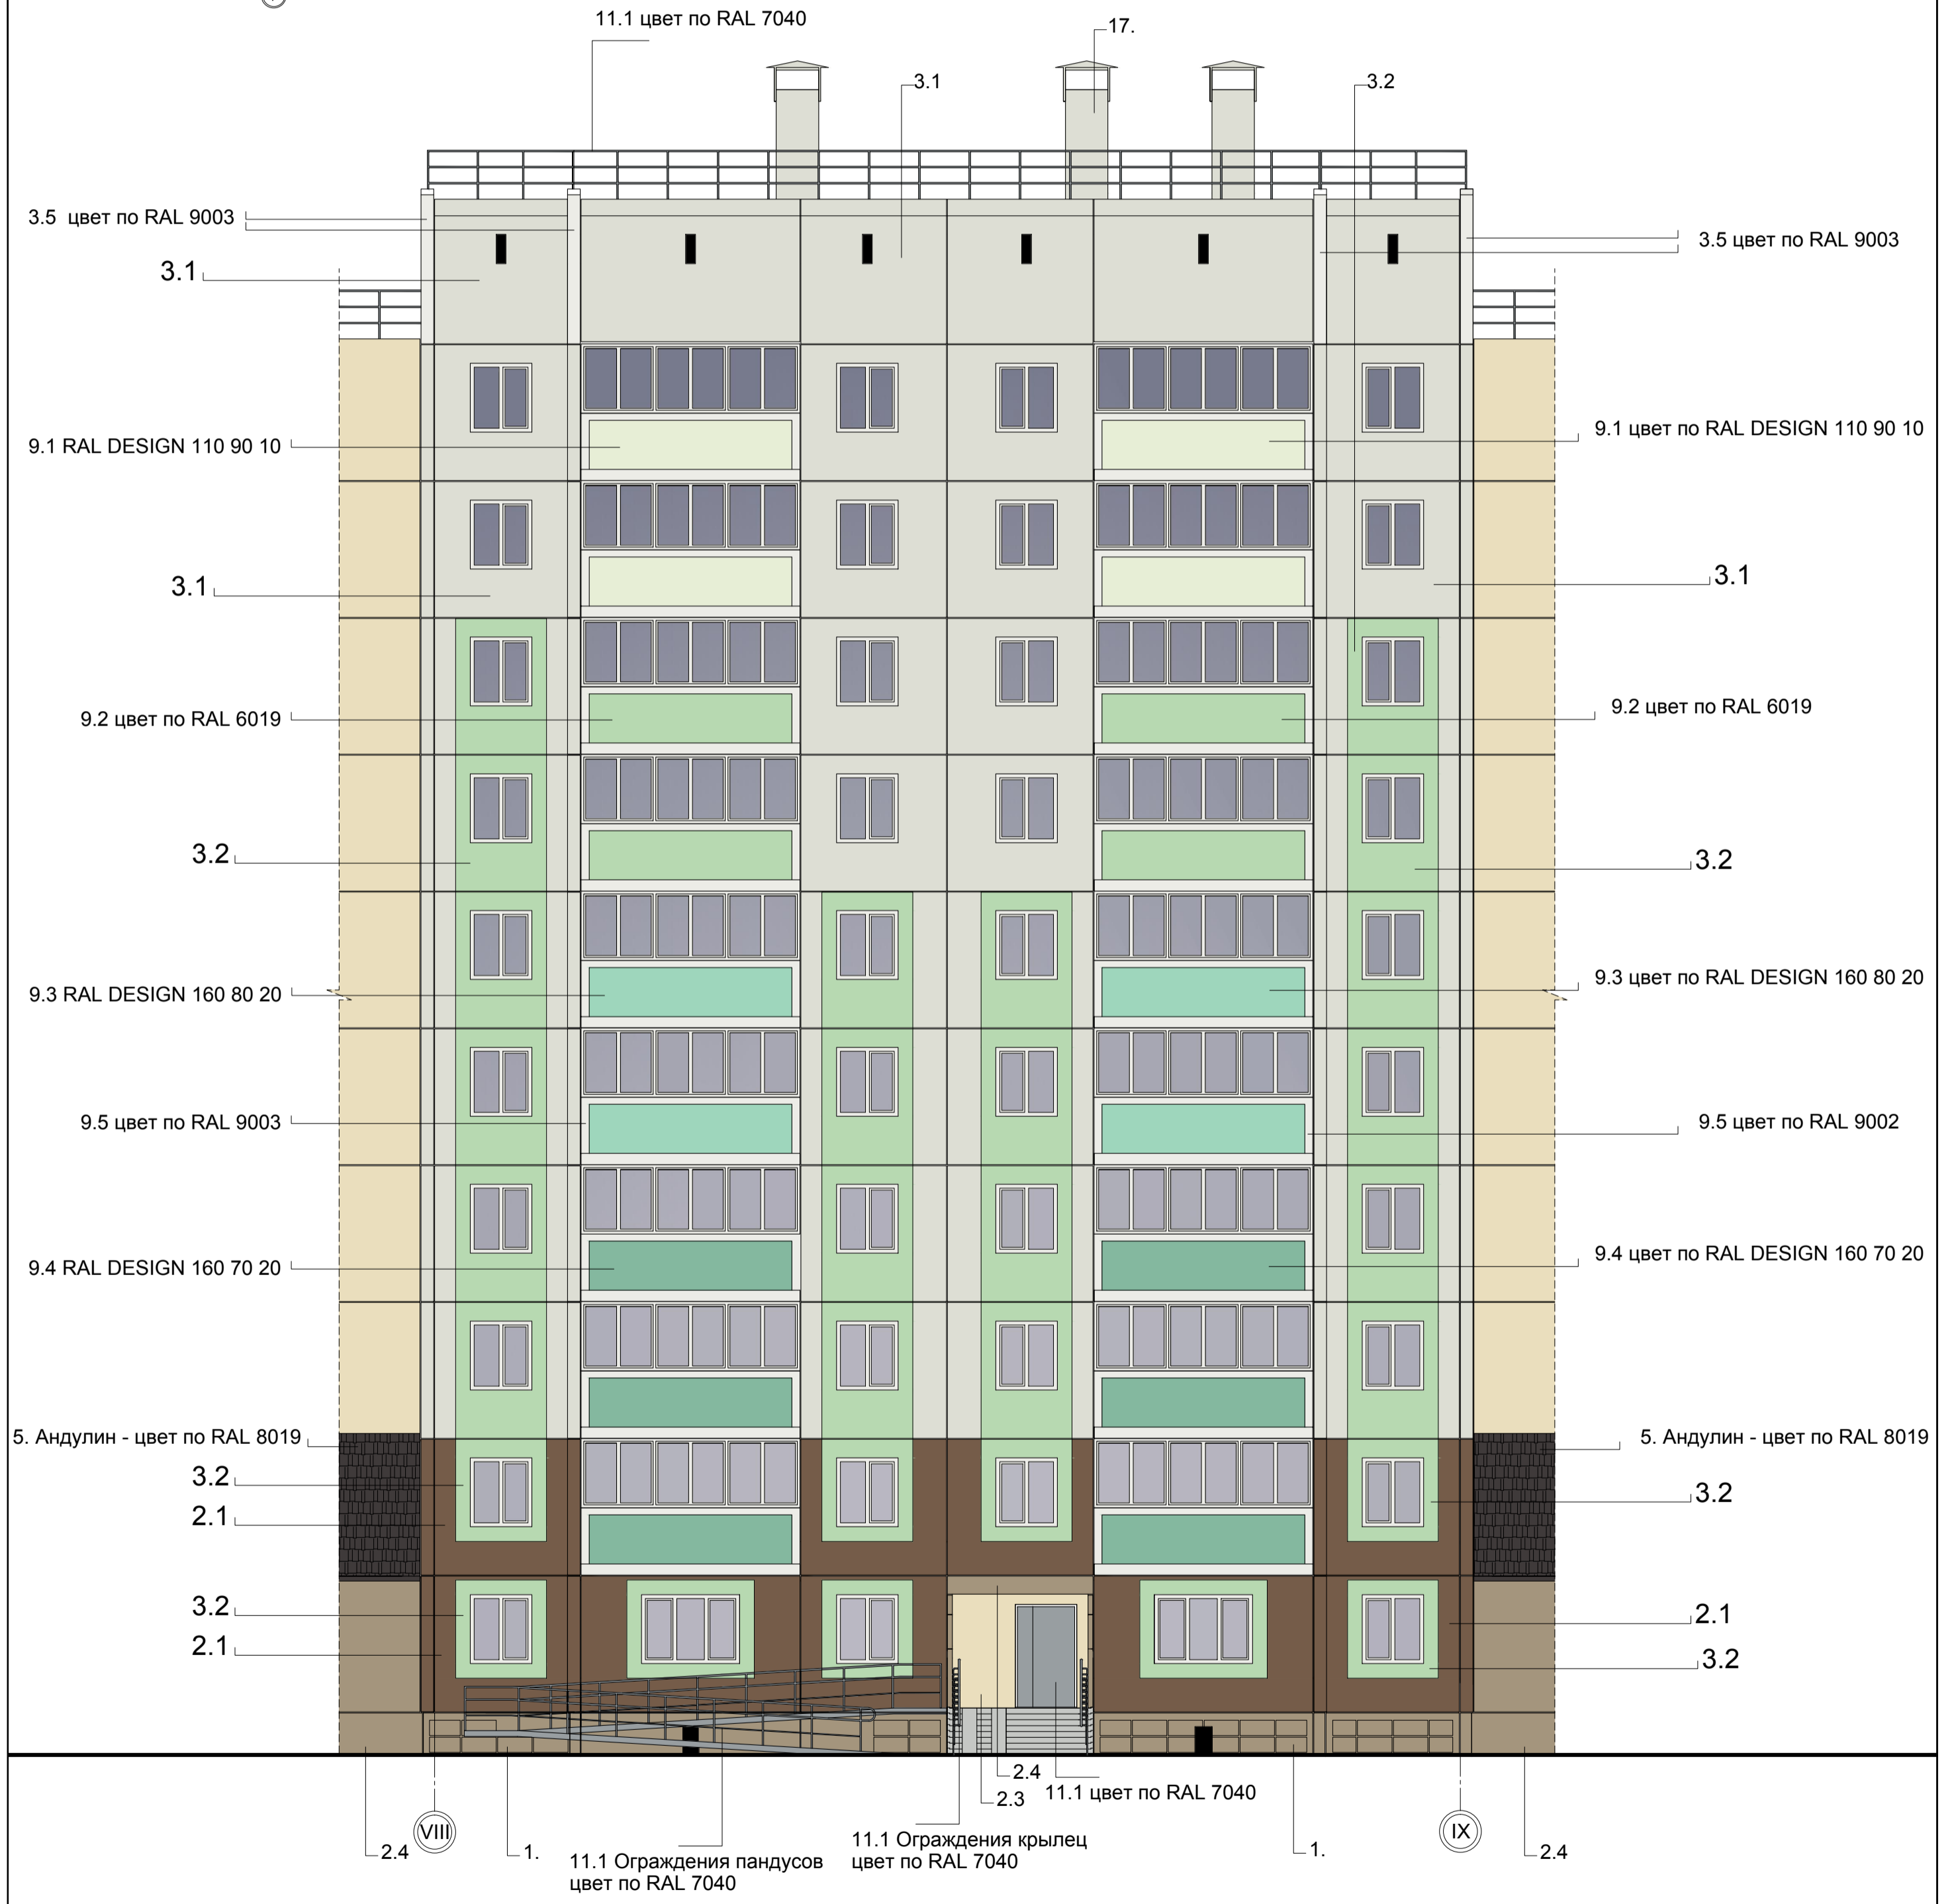 11.1 цвет по RAL 7040
17.
3.1
3.2
3.5 цвет по RAL 9003
3.5 цвет по RAL 9003
3.1
9.1 RAL DESIGN 110 90 10
9.1 цвет по RAL DESIGN 110 90 10
3.1
3.1
9.2 цвет по RAL 6019
9.2 цвет по RAL 6019
3.2
3.2
9.3 RAL DESIGN 160 80 20
9.3 цвет по RAL DESIGN 160 80 20
9.5 цвет по RAL 9003
9.5 цвет по RAL 9002
9.4 RAL DESIGN 160 70 20
9.4 цвет по RAL DESIGN 160 70 20
5. Андулин - цвет по RAL 8019
5. Андулин - цвет по RAL 8019
3.2
3.2
2.1
3.2
2.1
2.1
3.2
2.4
11.1 цвет по RAL 7040
2.3
VIII
IX
2.4
1.
11.1 Ограждения пандусов
цвет по RAL 7040
11.1 Ограждения крылец
цвет по RAL 7040
1.
2.4